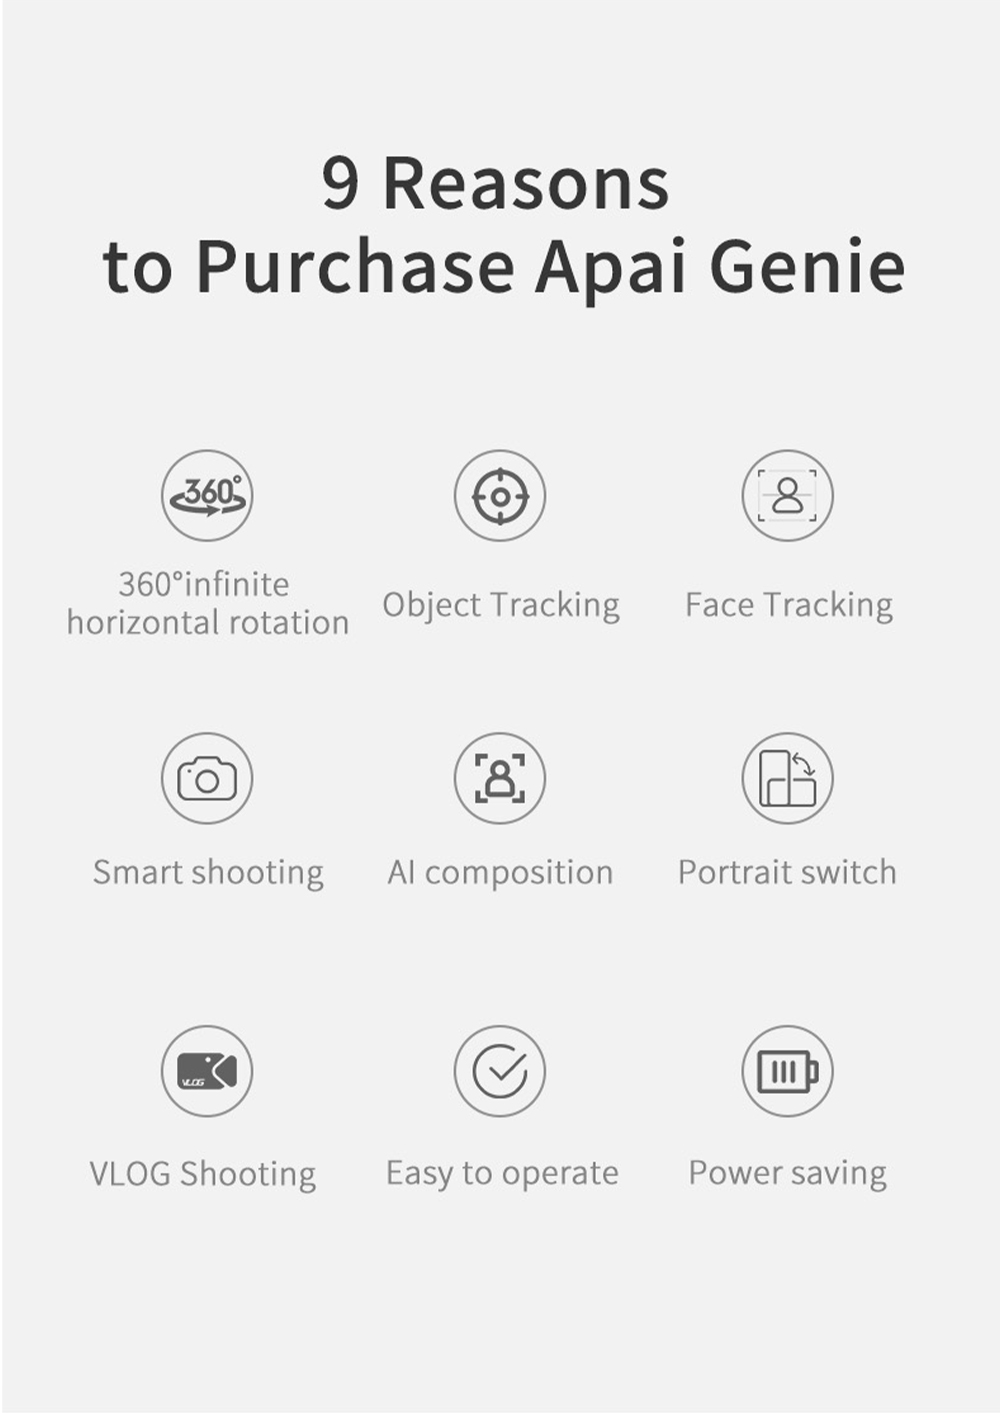 9 Reasons
to Purchase Apai Genie
360°
360°infinite
horizontal rotation
Object Tracking
Face Tracking
Smart shooting
AI composition
Portrait switch
VLOG
VLOG Shooting
Easy to operate
Power saving